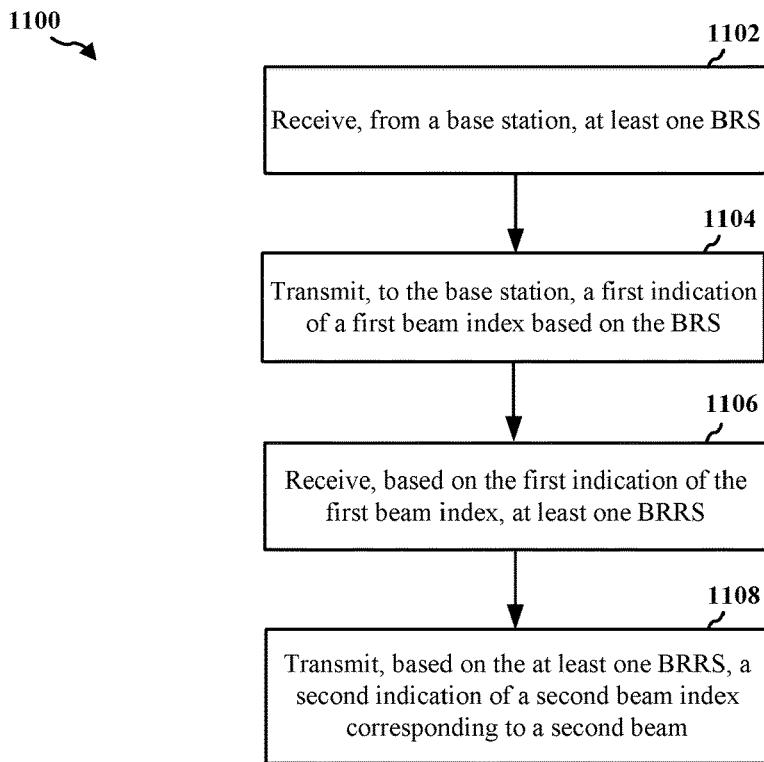 1100
1102
Receive, from a base station, at least one BRS
1104
Transmit, to the base station, a first indication
of a first beam index based on the BRS
1106
Receive, based on the first indication of the
first beam index, at least one BRRS
1108
Transmit, based on the at least one BRRS, a
second indication of a second beam index
corresponding to a second beam